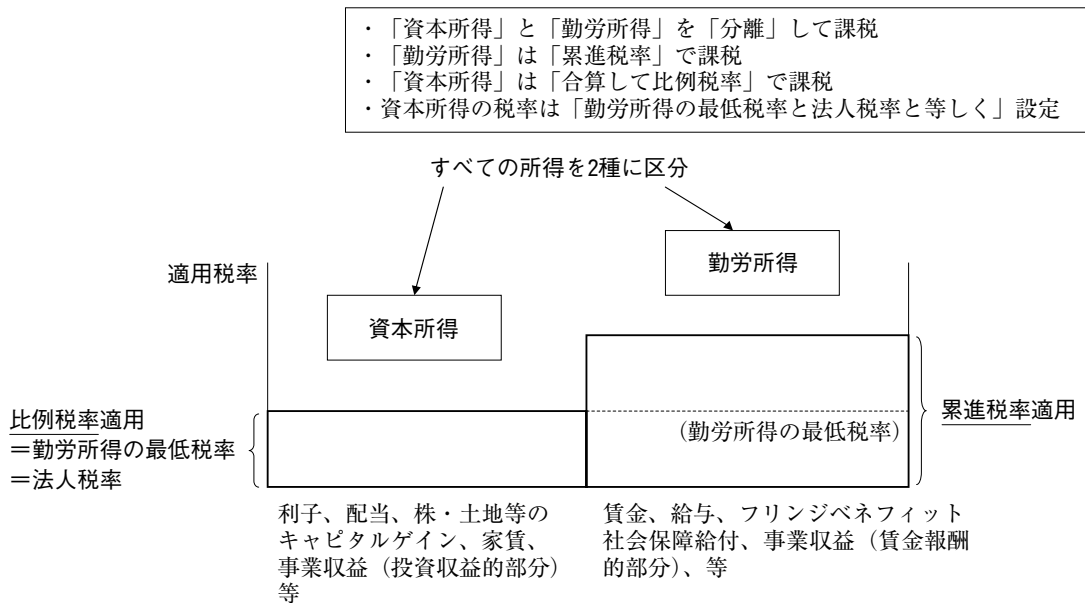 ・「資本所得」と「勤労所得」を「分離」して課税
・「勤労所得」は「累進税率」で課税
・「資本所得」は「合算して比例税率」で課税
・資本所得の税率は「勤労所得の最低税率と法人税率と等しく」設定
すべての所得を2種に区分
適用税率
勤労所得
資本所得
比例税率適用
＝勤労所得の最低税率
＝法人税率
（勤労所得の最低税率）
累進税率適用
利子、配当、株・土地等の
キャピタルゲイン、家賃、
事業収益（投資収益的部分）
等
賃金、給与、フリンジベネフィット
社会保障給付、事業収益（賃金報酬
的部分）、等